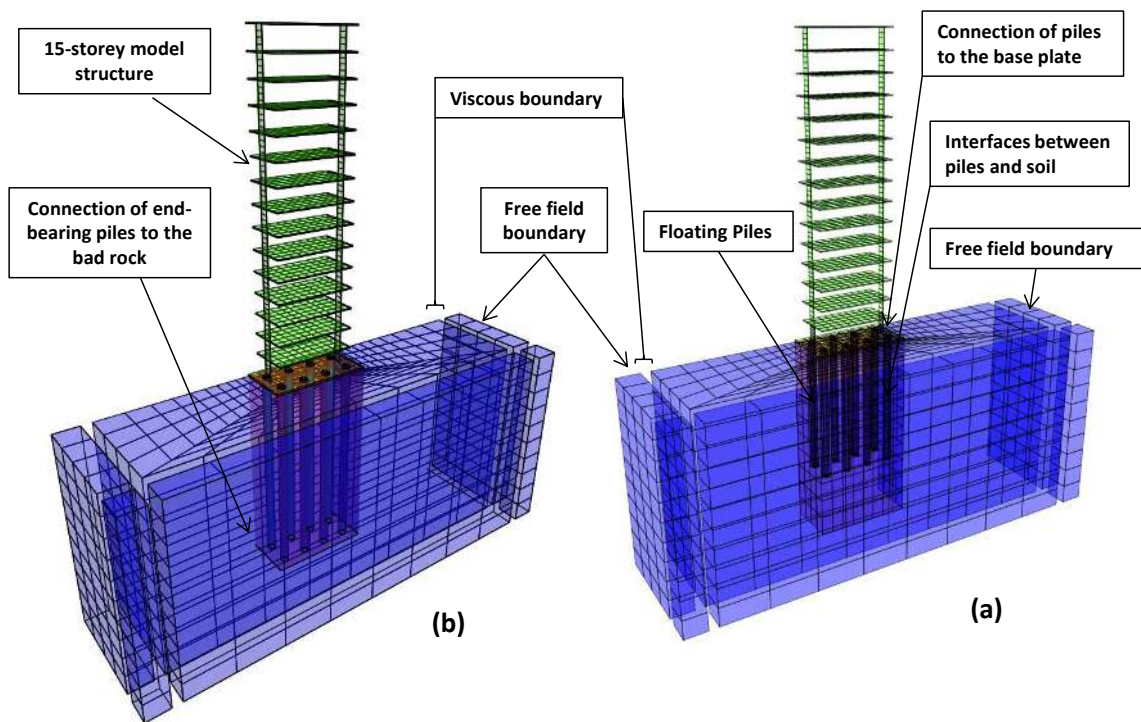 15-storey model
structure
Connection of end-
bearing piles to the
bad rock
Viscous boundary
Free field
boundary
Floating Piles
Connection of piles
to the base plate
Interfaces between
piles and soil
Free field boundary
(b)
(a)